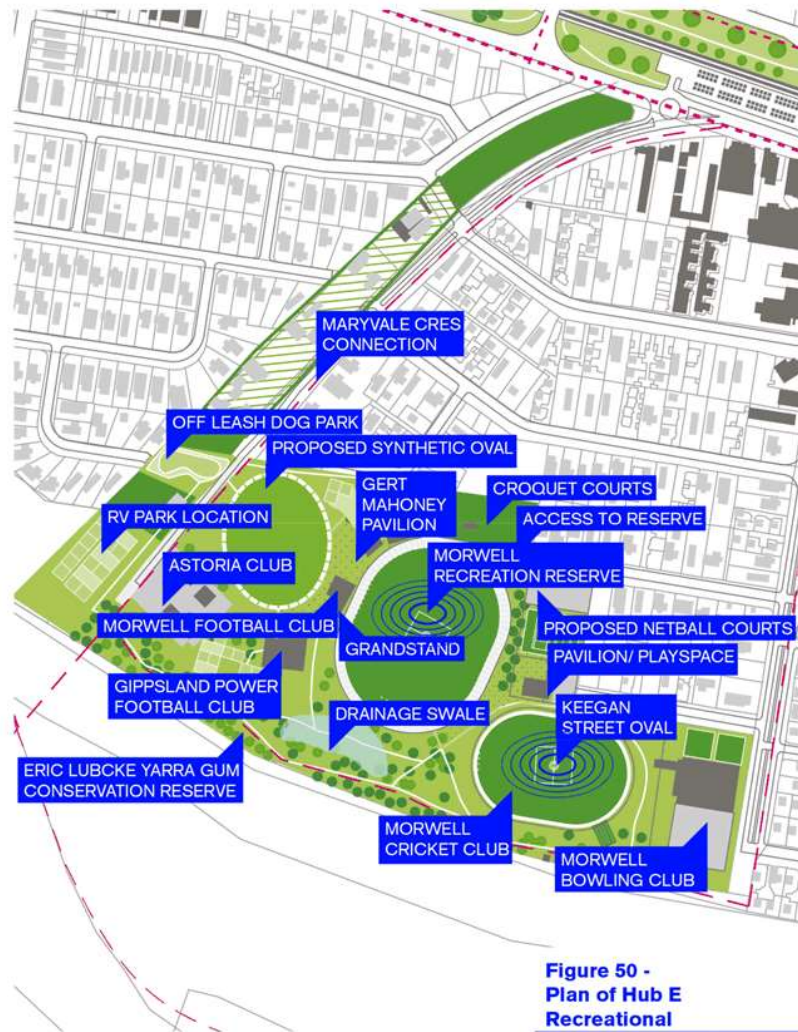 MARYVALE CRES
CONNECTION
OFF LEASH DOG PARK
PROPOSED SYNTHETIC OVAL
GERT
MAHONEY
PAVILION
CROQUET COURTS
RV PARK LOCATION
ACCESS TO RESERVE
ASTORIA CLUB
MORWELL
RECREATION RESERVE
MORWELL FOOTBALL CLUB
GRANDSTAND
PROPOSED NETBALL COURTS
PAVILION/ PLAYSPACE
GIPPSLAND POWER
FOOTBALL CLUB
DRAINAGE SWALE
KEEGAN
STREET OVAL
ERIC LUBCKE YARRA GUM
CONSERVATION RESERVE
MORWELL
CRICKET CLUB
MORWELL
BOWLING CLUB
Figure 50 -
Plan of Hub E
Recreational